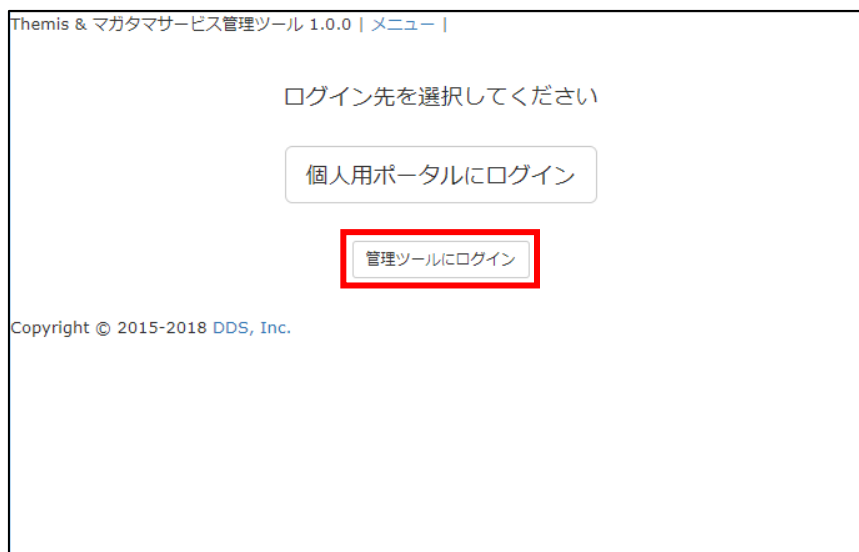 Themis & マガタマサービス管理ツール 1.0.0 | メニュー |
ログイン先を選択してください
個人用ポータルにログイン
管理ツールにログイン
Copyright © 2015-2018 DDS, Inc.